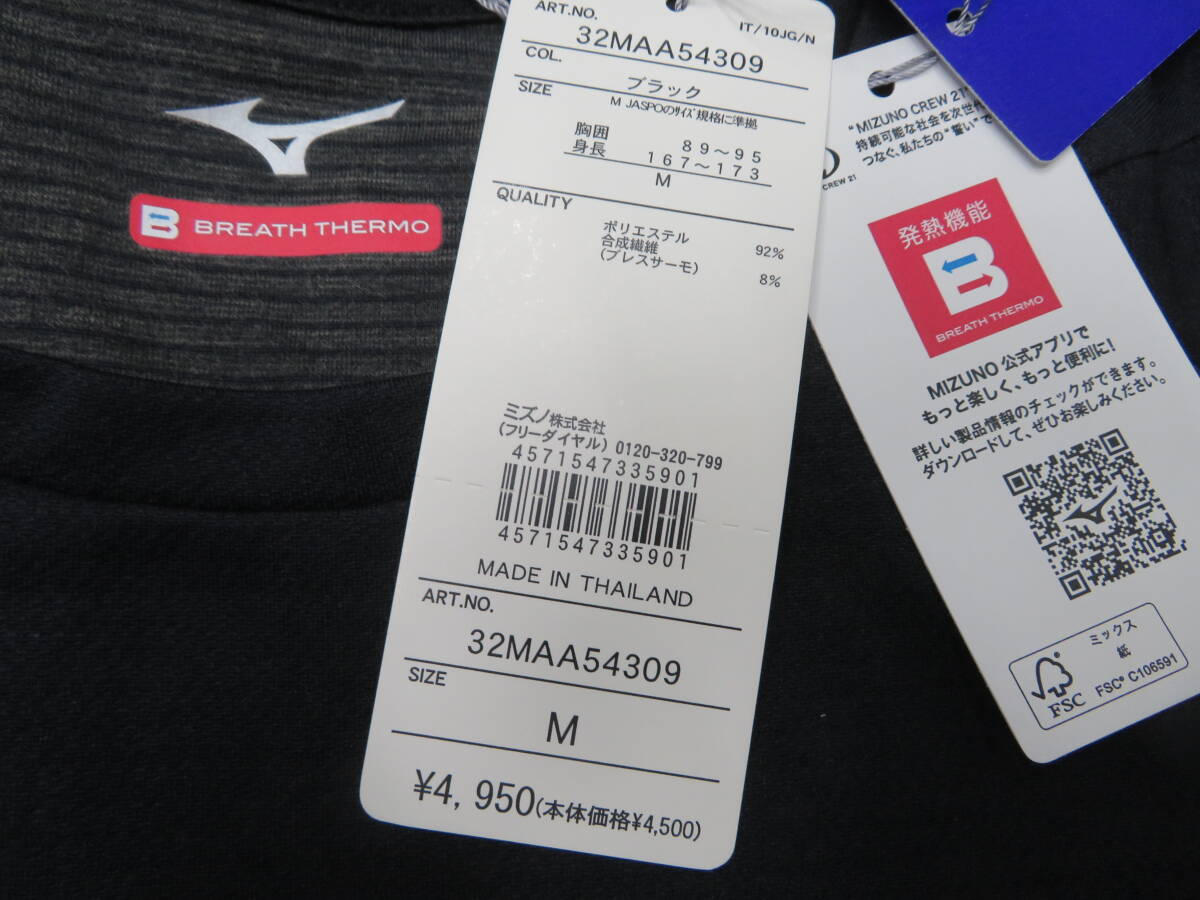 BREATH THERMO
ART.NO.
IT/10JG/N
32MAA54309
COL.
ブラック
SIZE
M JASPOのサイズ規格に準拠
胸囲 89～95
身長 167～173
M
QUALITY
ポリエステル 92%
合成繊維
(ブレスサーモ) 8%
ミズノ株式会社
(フリーダイヤル) 0120-320-799
4571547335901
4571547335901
MADE IN THAILAND
ART.NO.
32MAA54309
SIZE
M
¥4,950(本体価格¥4,500)
"MIZUNO CREW 21"
持続可能な社会を次世代
つなぐ、私たちの"誓い"で
CREW 21
発熱機能
B
BREATH THERMO
MIZUNO 公式アプリで
もっと楽しく、もっと便利に!
詳しい製品情報のチェックができます。
ダウンロードして、ぜひお楽しみください。
ミックス
紙
FSC
FSC® C106591